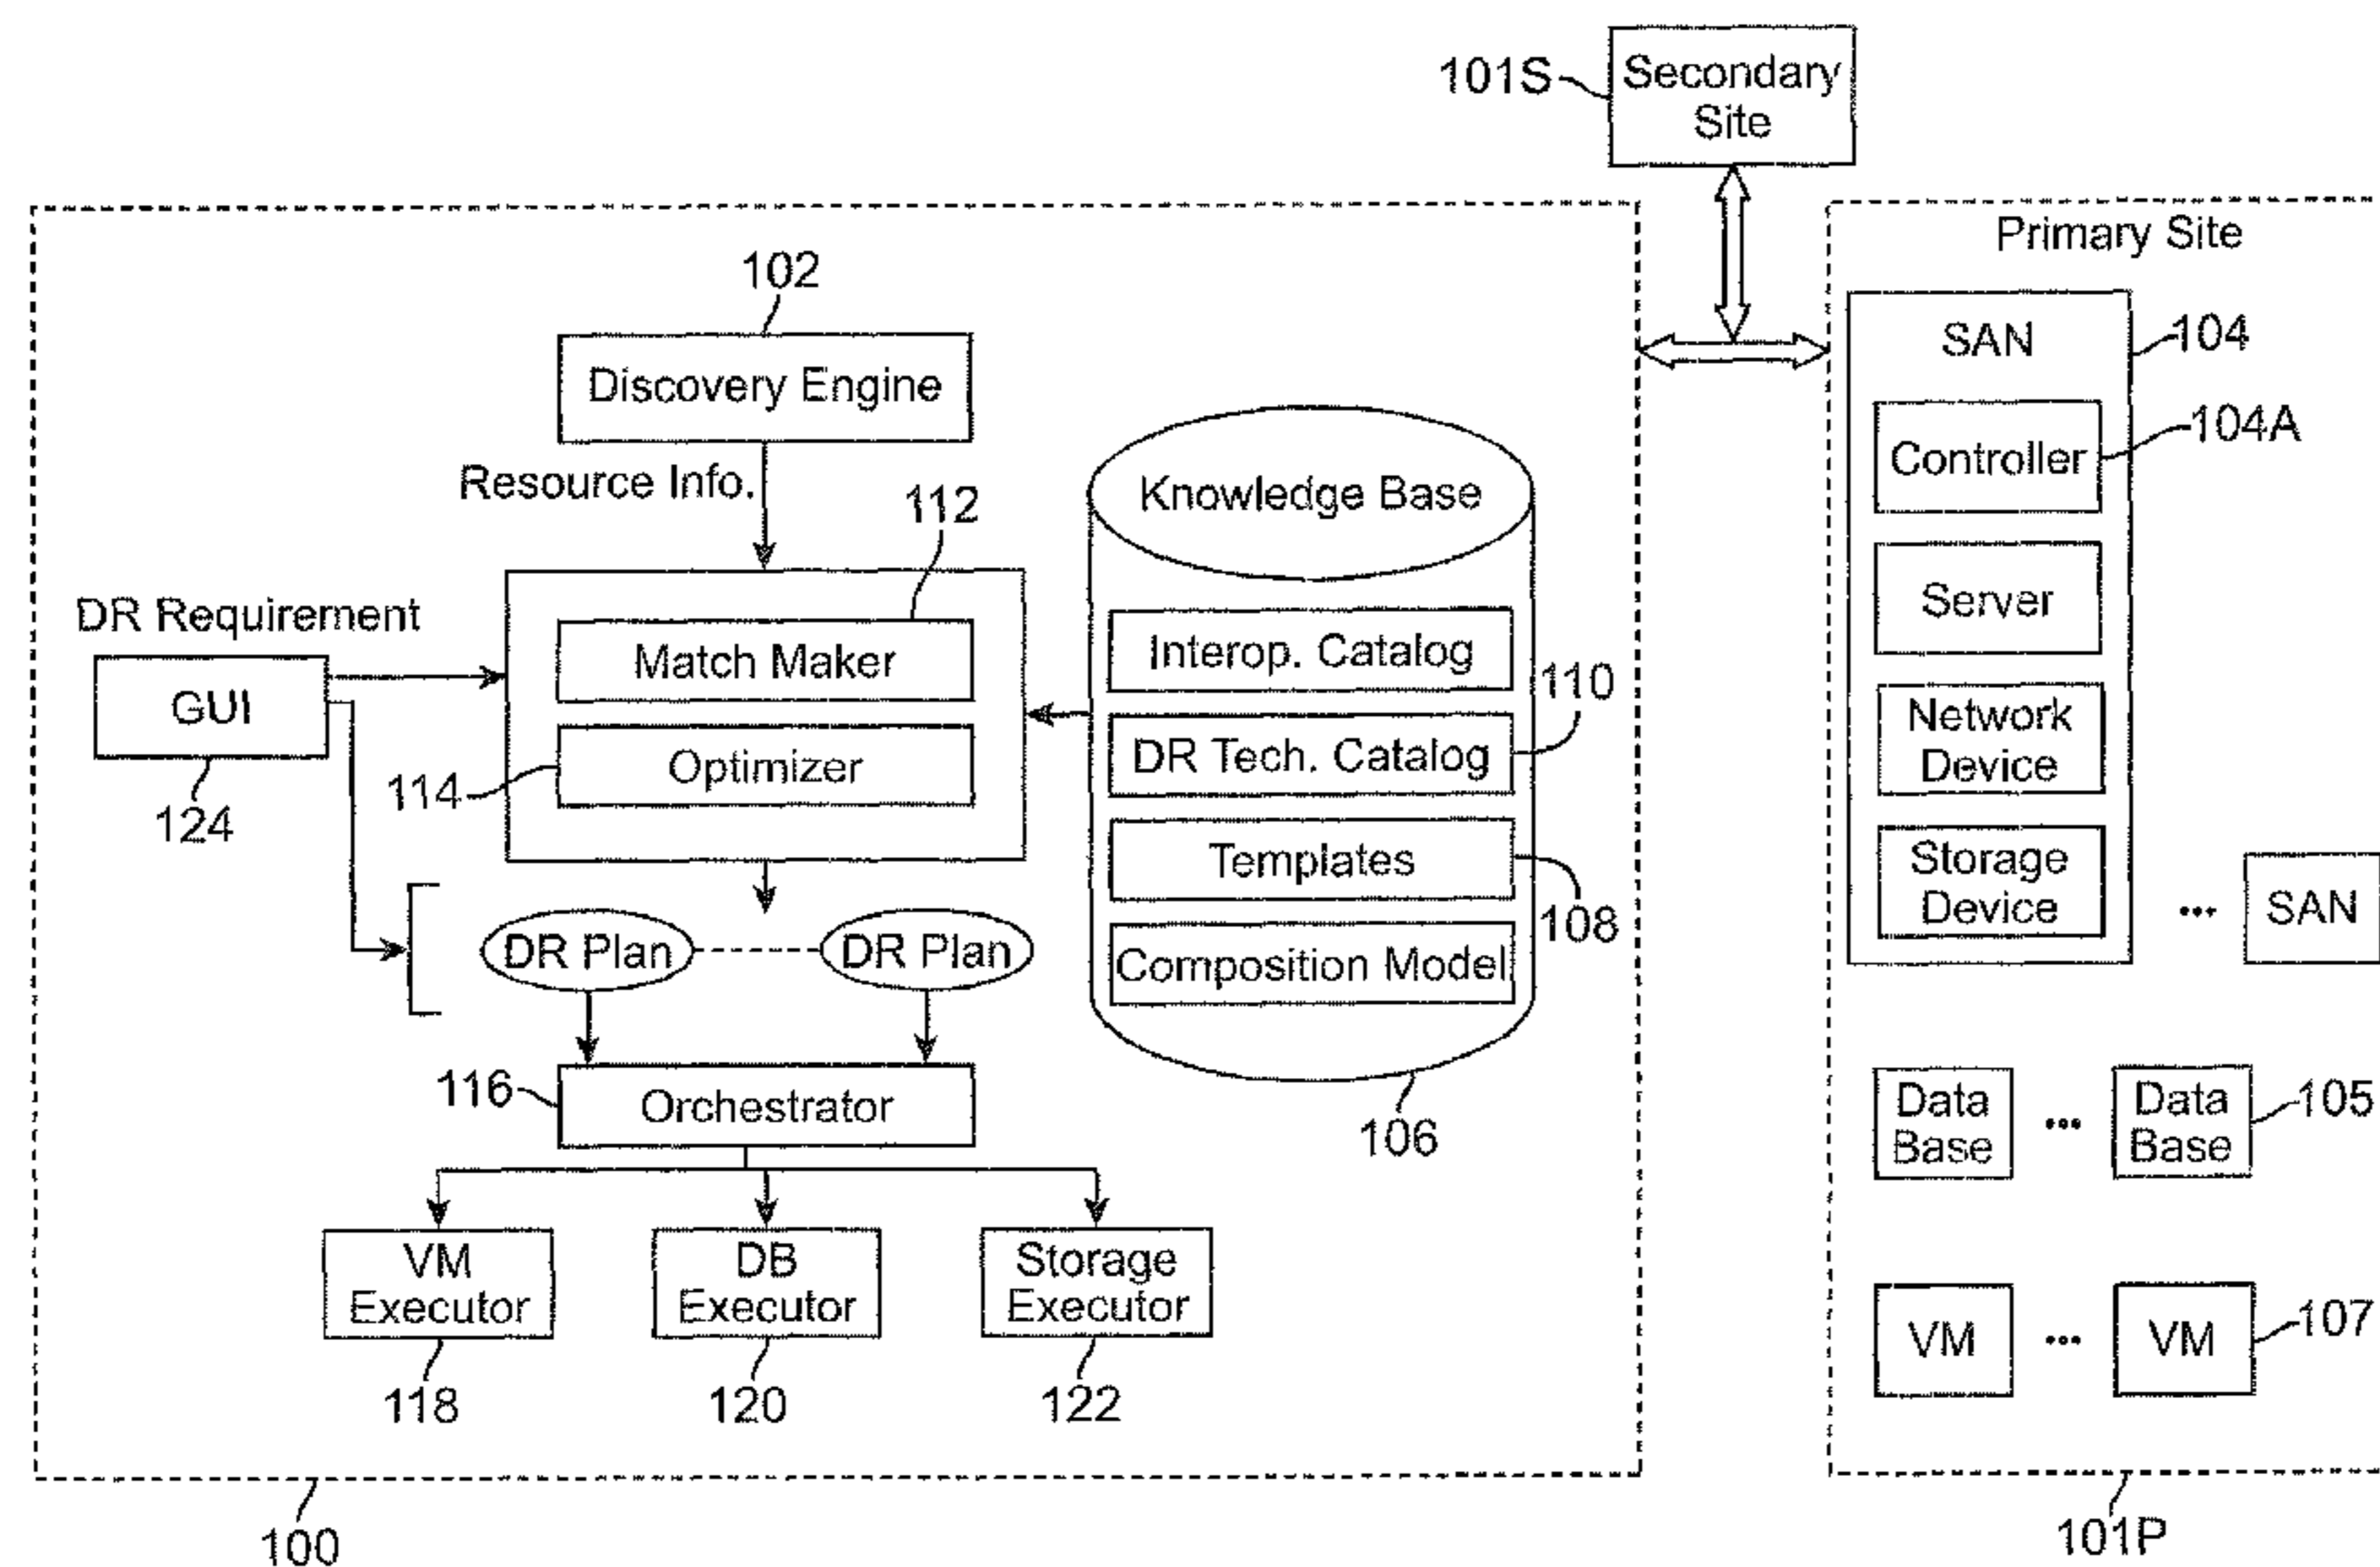 101S
Secondary
Site
Primary Site
102
Discovery Engine
Resource Info.
112
Knowledge Base
SAN
104
Controller
104A
Server
Network
Device
Storage
Device
... SAN
DR Requirement
GUI
124
Match Maker
Optimizer
114
Interop. Catalog
110
DR Tech. Catalog
Templates
108
Composition Model
106
DR Plan
DR Plan
116
Orchestrator
VM
Executor
118
DB
Executor
120
Storage
Executor
122
Data
Base
...
Data
Base
105
VM
...
VM
107
100
101P